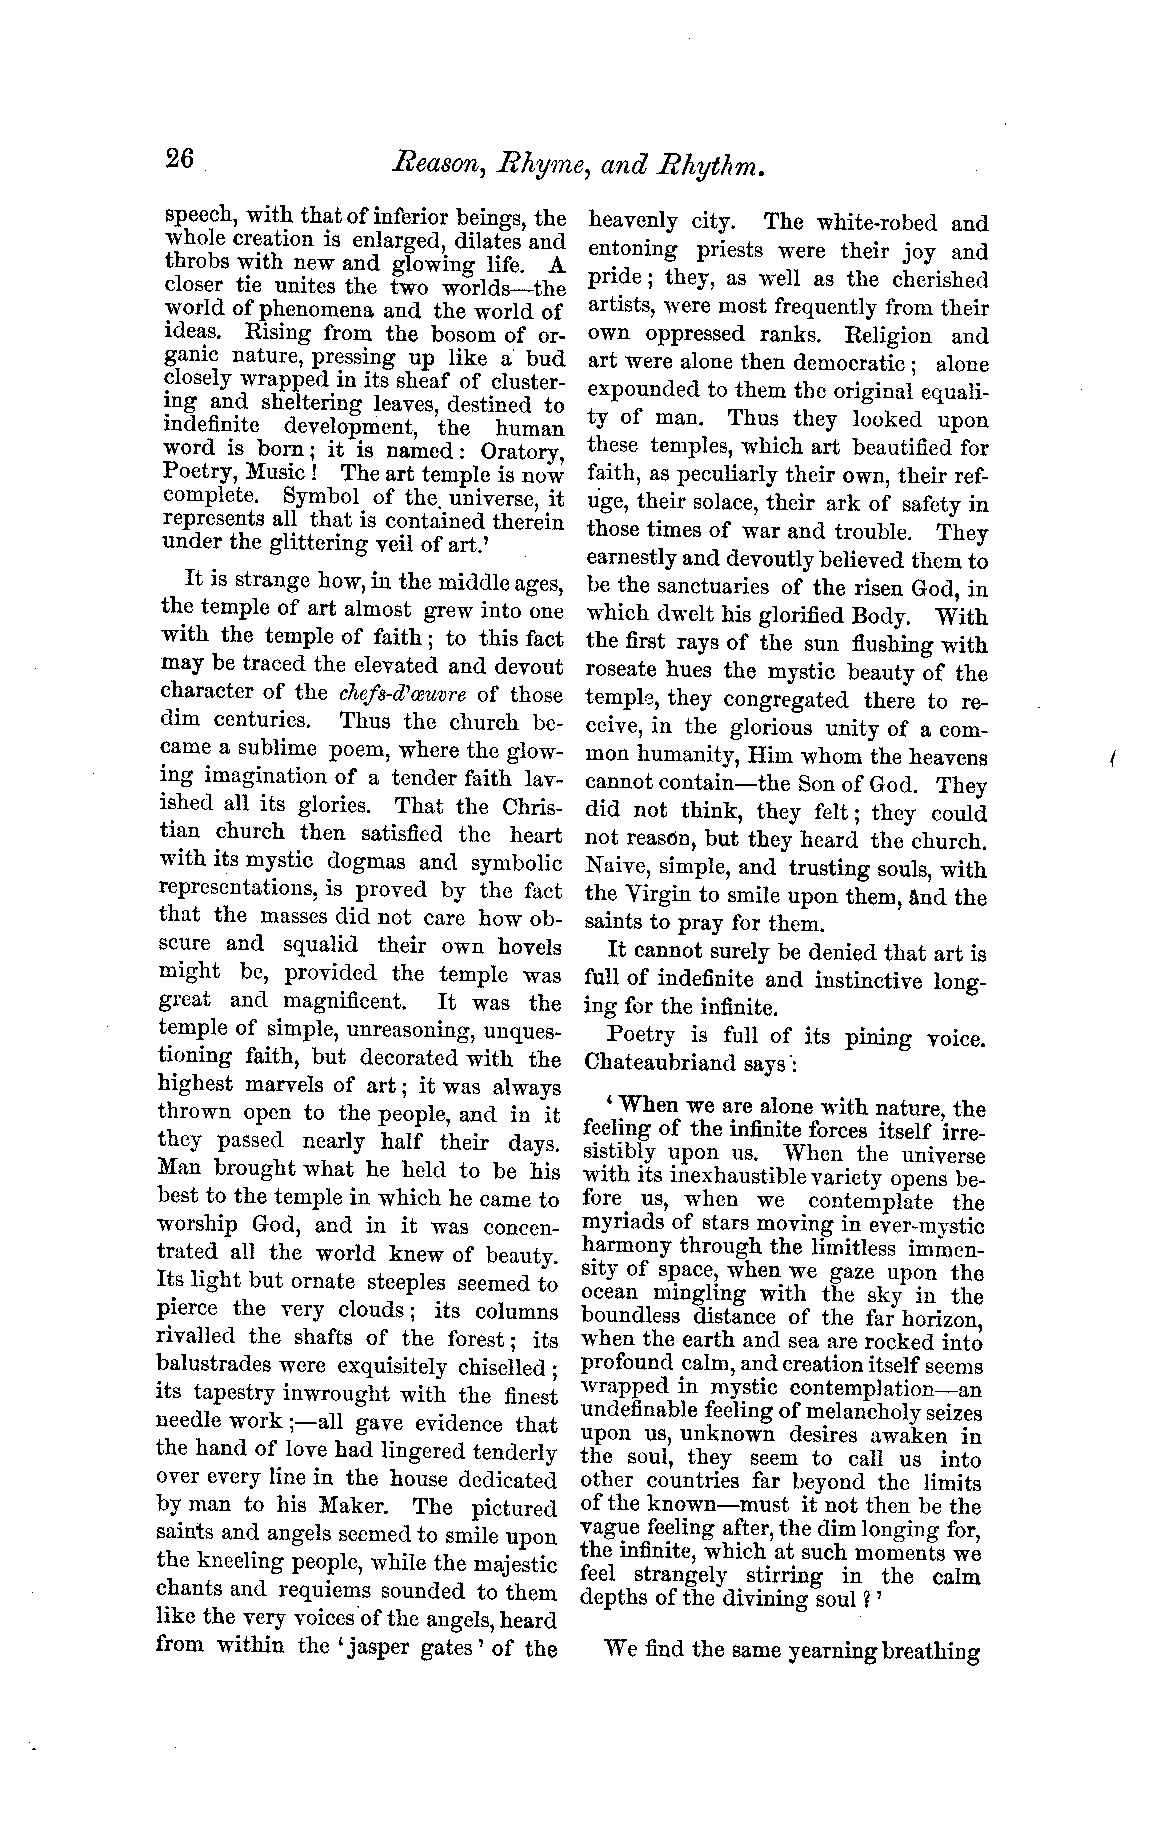 26
Reason, Rhyme, and Rhythm.
speech, with that of inferior beings, the
whole creation is enlarged, dilates and
throbs with new and glowing life. A
closer tie unites the two worlds—the
world of phenomena and the world of
ideas. Rising from the bosom of or-
ganic nature, pressing up like a bud
closely wrapped in its sheaf of cluster-
ing and sheltering leaves, destined to
indefinite development, the human
word is born; it is named: Oratory,
Poetry, Music! The art temple is now
complete. Symbol of the universe, it
represents all that is contained therein
under the glittering veil of art.'
It is strange how, in the middle ages,
the temple of art almost grew into one
with the temple of faith; to this fact
may be traced the elevated and devout
character of the chefs-d'œuvre of those
dim centuries. Thus the church be-
came a sublime poem, where the glow-
ing imagination of a tender faith lav-
ished all its glories. That the Chris-
tian church then satisfied the heart
with its mystic dogmas and symbolic
representations, is proved by the fact
that the masses did not care how ob-
scure and squalid their own hovels
might be, provided the temple was
great and magnificent. It was the
temple of simple, unreasoning, unques-
tioning faith, but decorated with the
highest marvels of art; it was always
thrown open to the people, and in it
they passed nearly half their days.
Man brought what he held to be his
best to the temple in which he came to
worship God, and in it was concen-
trated all the world knew of beauty.
Its light but ornate steeples seemed to
pierce the very clouds; its columns
rivalled the shafts of the forest; its
balustrades were exquisitely chiselled;
its tapestry inwrought with the finest
needle work;—all gave evidence that
the hand of love had lingered tenderly
over every line in the house dedicated
by man to his Maker. The pictured
saints and angels seemed to smile upon
the kneeling people, while the majestic
chants and requiems sounded to them
like the very voices of the angels, heard
from within the 'jasper gates' of the
heavenly city. The white-robed and
entoning priests were their joy and
pride; they, as well as the cherished
artists, were most frequently from their
own oppressed ranks. Religion and
art were alone then democratic; alone
expounded to them the original equali-
ty of man. Thus they looked upon
these temples, which art beautified for
faith, as peculiarly their own, their ref-
uge, their solace, their ark of safety in
those times of war and trouble. They
earnestly and devoutly believed them to
be the sanctuaries of the risen God, in
which dwelt his glorified Body. With
the first rays of the sun flushing with
roseate hues the mystic beauty of the
temple, they congregated there to re-
ceive, in the glorious unity of a com-
mon humanity, Him whom the heavens
cannot contain—the Son of God. They
did not think, they felt; they could
not reason, but they heard the church.
Naive, simple, and trusting souls, with
the Virgin to smile upon them, and the
saints to pray for them.
It cannot surely be denied that art is
full of indefinite and instinctive long-
ing for the infinite.
Poetry is full of its pining voice.
Chateaubriand says:
'When we are alone with nature, the
feeling of the infinite forces itself irre-
sistibly upon us. When the universe
with its inexhaustible variety opens be-
fore us, when we contemplate the
myriads of stars moving in ever-mystic
harmony through the limitless immen-
sity of space, when we gaze upon the
ocean mingling with the sky in the
boundless distance of the far horizon,
when the earth and sea are rocked into
profound calm, and creation itself seems
wrapped in mystic contemplation—an
undefinable feeling of melancholy seizes
upon us, unknown desires awaken in
the soul, they seem to call us into
other countries far beyond the limits
of the known—must it not then be the
vague feeling after, the dim longing for,
the infinite, which at such moments we
feel strangely stirring in the calm
depths of the divining soul?'
We find the same yearning breathing